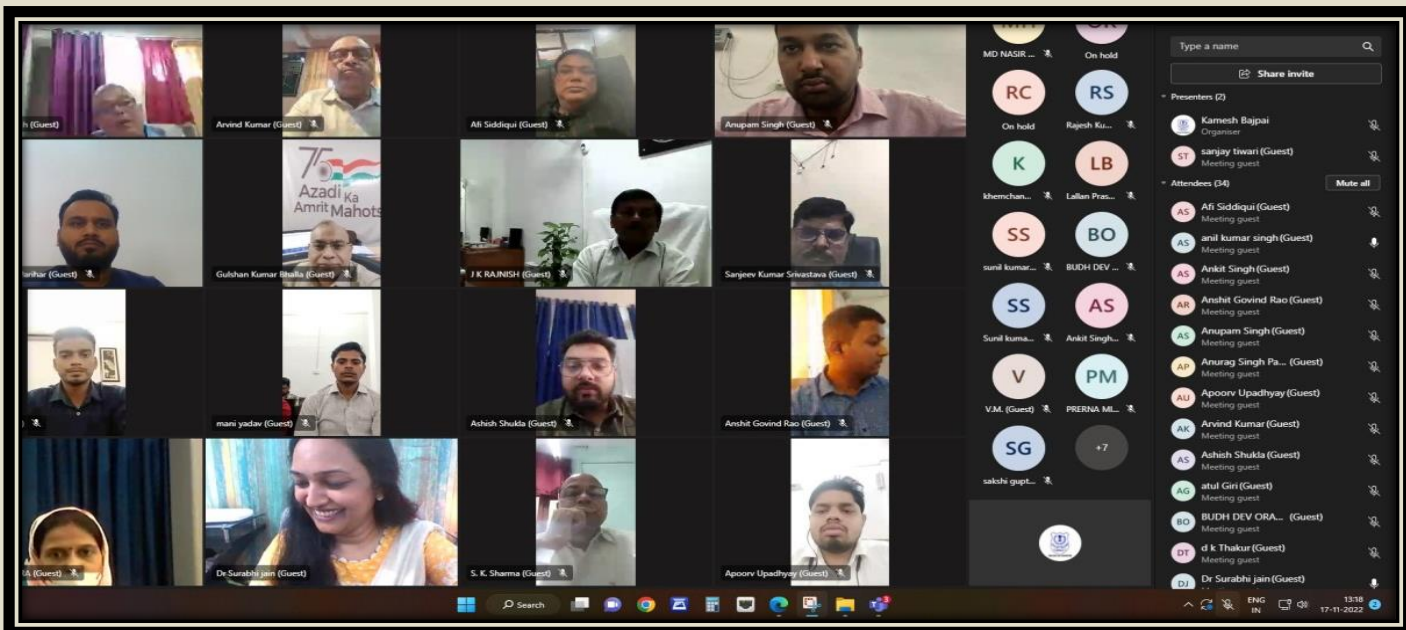 h (Guest)
Arvind Kumar (Guest)
Afi Siddiqui (Guest)
Anupam Singh (Guest)
arihar (Guest)
75
Azadi Ka
Amrit Mahots
Gulshan Kumar Bhalla (Guest)
J K RAJNISH (Guest)
Sanjeev Kumar Srivastava (Guest)
mani yadav (Guest)
Ashish Shukla (Guest)
Anshit Govind Rao (Guest)
A (Guest)
Dr Surabhi jain (Guest)
S. K. Sharma (Guest)
Apoorv Upadhyay (Guest)
MD NASIR ...
On hold
RC
On hold
RS
Rajesh Ku...
K
khemchan...
LB
Lallan Pras...
SS
sunil kumar...
BO
BUDH DEV ...
SS
Sunil kuma...
AS
Ankit Singh...
V
V.M. (Guest)
PM
PRERNA MI...
SG
sakshi gupt...
+7
Type a name
Share invite
Presenters (2)
Kamesh Bajpai
Organiser
ST
sanjay tiwari (Guest)
Meeting guest
Attendees (34)
Mute all
AS
Afi Siddiqui (Guest)
Meeting guest
AS
anil kumar singh (Guest)
Meeting guest
AS
Ankit Singh (Guest)
Meeting guest
AR
Anshit Govind Rao (Guest)
Meeting guest
AS
Anupam Singh (Guest)
Meeting guest
AP
Anurag Singh Pa... (Guest)
Meeting guest
AU
Apoorv Upadhyay (Guest)
Meeting guest
AK
Arvind Kumar (Guest)
Meeting guest
AS
Ashish Shukla (Guest)
Meeting guest
AG
atul Giri (Guest)
Meeting guest
BO
BUDH DEV ORA... (Guest)
Meeting guest
DT
d k Thakur (Guest)
Meeting guest
DJ
Dr Surabhi jain (Guest)
Search
3
ENG
IN
13:18
17-11-2022
2